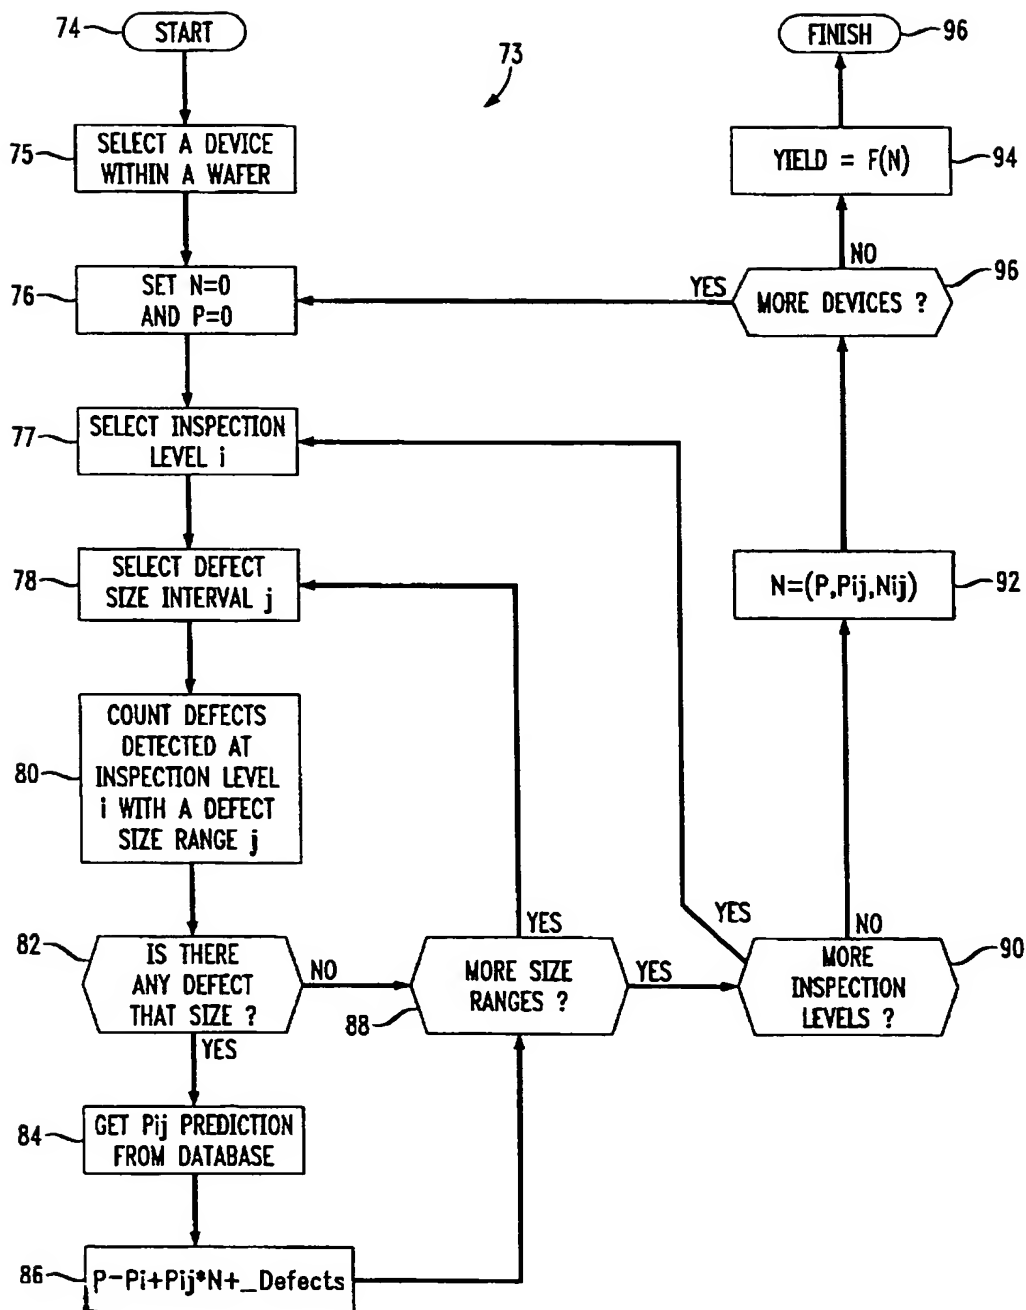 74
START
73
75
SELECT A DEVICE
WITHIN A WAFER
76
SET N=0
AND P=0
77
SELECT INSPECTION
LEVEL i
78
SELECT DEFECT
SIZE INTERVAL j
80
COUNT DEFECTS
DETECTED AT
INSPECTION LEVEL
i WITH A DEFECT
SIZE RANGE j
82
IS THERE
ANY DEFECT
THAT SIZE ?
NO
YES
84
GET Pij PREDICTION
FROM DATABASE
86
P-Pi+Pij*N+_Defects
YES
MORE SIZE
RANGES ?
88
YES
YES
NO
MORE
INSPECTION
LEVELS ?
90
N=(P,Pij,Nij)
92
YES
MORE DEVICES ?
96
NO
YIELD = F(N)
94
FINISH
96